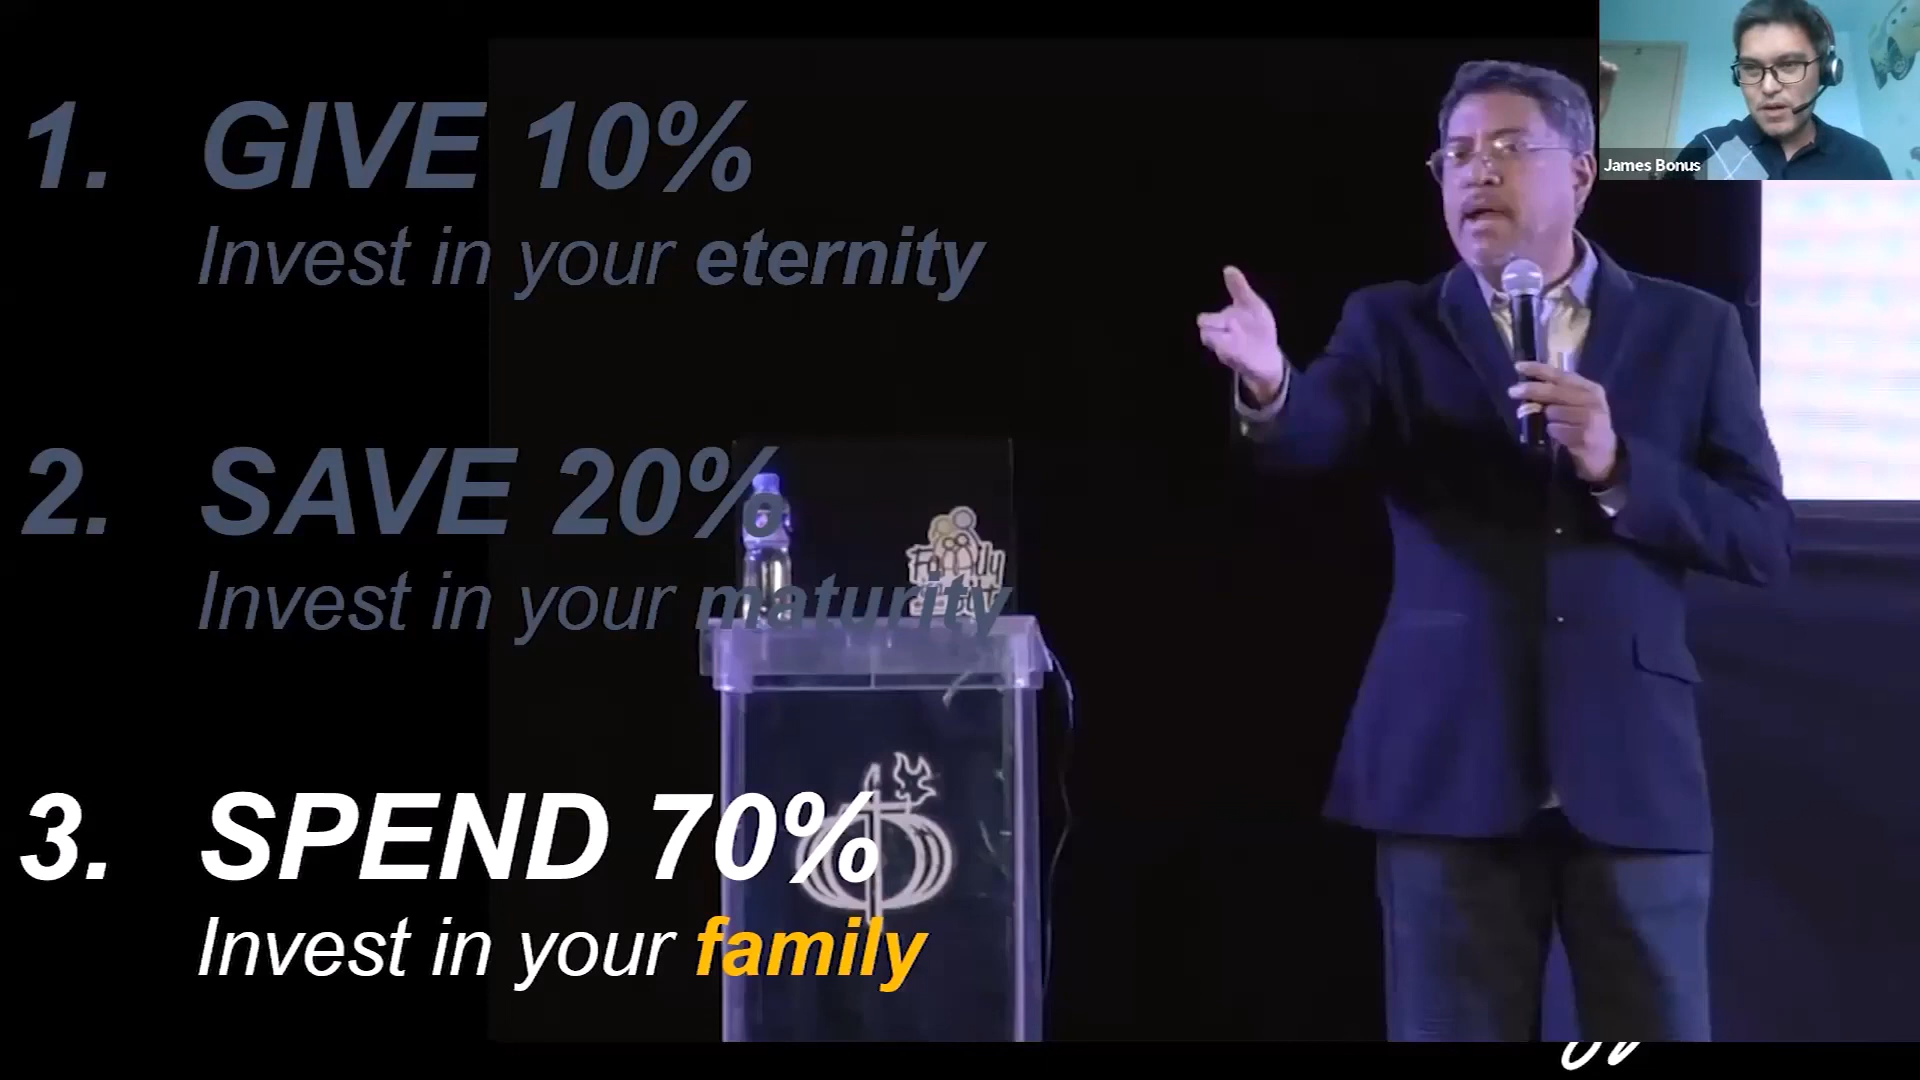 1. GIVE 10%
Invest in your eternity
2. SAVE 20%
Invest in your maturity
3. SPEND 70%
Invest in your family
James Bonus
Family